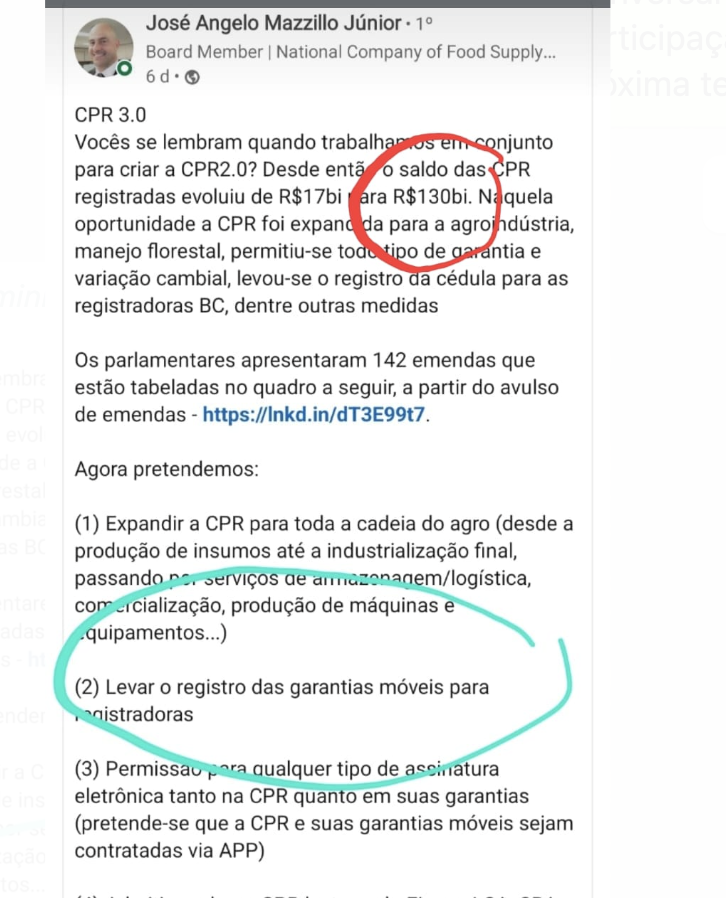 José Angelo Mazzillo Júnior • 1º
Board Member | National Company of Food Supply...
6 d •
CPR 3.0
Vocês se lembram quando trabalhamos em conjunto
para criar a CPR2.0? Desde então o saldo das CPR
registradas evoluiu de R$17bi para R$130bi. Naquela
oportunidade a CPR foi expandida para a agroindústria,
manejo florestal, permitiu-se todo tipo de garantia e
variação cambial, levou-se o registro da cédula para as
registradoras BC, dentre outras medidas
Os parlamentares apresentaram 142 emendas que
estão tabeladas no quadro a seguir, a partir do avulso
de emendas - https://lnkd.in/dT3E99t7.
Agora pretendemos:
(1) Expandir a CPR para toda a cadeia do agro (desde a
produção de insumos até a industrialização final,
passando por serviços de armazenagem/logística,
comercialização, produção de máquinas e
equipamentos...)
(2) Levar o registro das garantias móveis para
registradoras
(3) Permissão para qualquer tipo de assinatura
eletrônica tanto na CPR quanto em suas garantias
(pretende-se que a CPR e suas garantias móveis sejam
contratadas via APP)